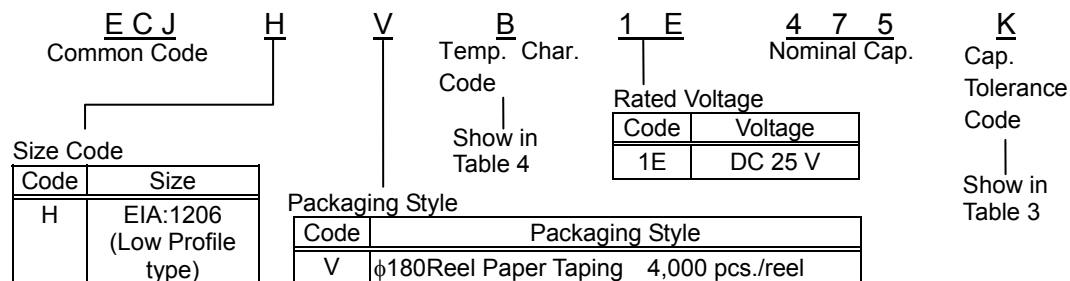 E C J H V B 1 E 4 7 5 K
Common Code
Temp. Char.
Code
Show in
Table 4
Nominal Cap.
Cap.
Tolerance
Code
Show in
Table 3
Rated Voltage
Code Voltage
1E DC 25 V
Size Code
Code Size
H EIA:1206
(Low Profile
type)
Packaging Style
Code Packaging Style
V ϕ180Reel Paper Taping 4,000 pcs./reel